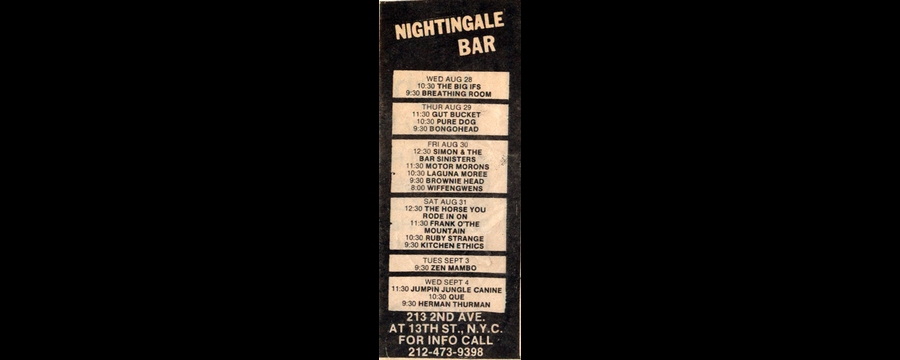 NIGHTINGALE
BAR
WED AUG 28
10:30 THE BIG IFS
9:30 BREATHING ROOM
THUR AUG 29
11:30 GUT BUCKET
10:30 PURE DOG
9:30 BONGOHEAD
FRI AUG 30
12:30 SIMON & THE
BAR SINISTERS
11:30 MOTOR MORONS
10:30 LAGUNA MOREE
9:30 BROWNIE HEAD
8:00 WIFFENGWENS
SAT AUG 31
12:30 THE HORSE YOU
RODE IN ON
11:30 FRANK O'THE
MOUNTAIN
10:30 RUBY STRANGE
9:30 KITCHEN ETHICS
TUES SEPT 3
9:30 ZEN MAMBO
WED SEPT 4
11:30 JUMPIN JUNGLE CANINE
10:30 QUE
9:30 HERMAN THURMAN
213 2ND AVE.
AT 13TH ST., N.Y.C.
FOR INFO CALL
212-473-9398